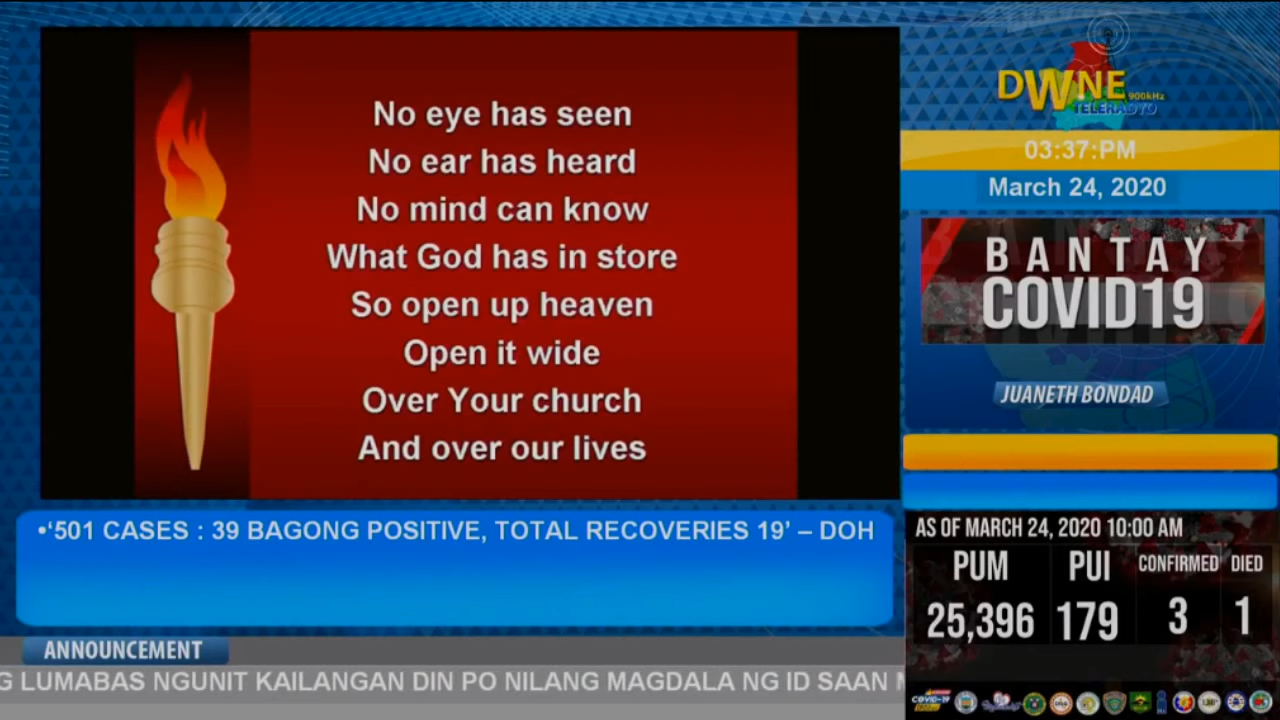 No eye has seen
No ear has heard
No mind can know
What God has in store
So open up heaven
Open it wide
Over Your church
And over our lives
DWNE 900kHz
TELERADYO
03:37:PM
March 24, 2020
BANTAY
COVID19
JUANETH BONDAD
•‘501 CASES : 39 BAGONG POSITIVE, TOTAL RECOVERIES 19’ – DOH
AS OF MARCH 24, 2020 10:00 AM
PUM PUI CONFIRMED DIED
25,396 179 3 1
ANNOUNCEMENT
G LUMABAS NGUNIT KAILANGAN DIN PO NILANG MAGDALA NG ID SAAN